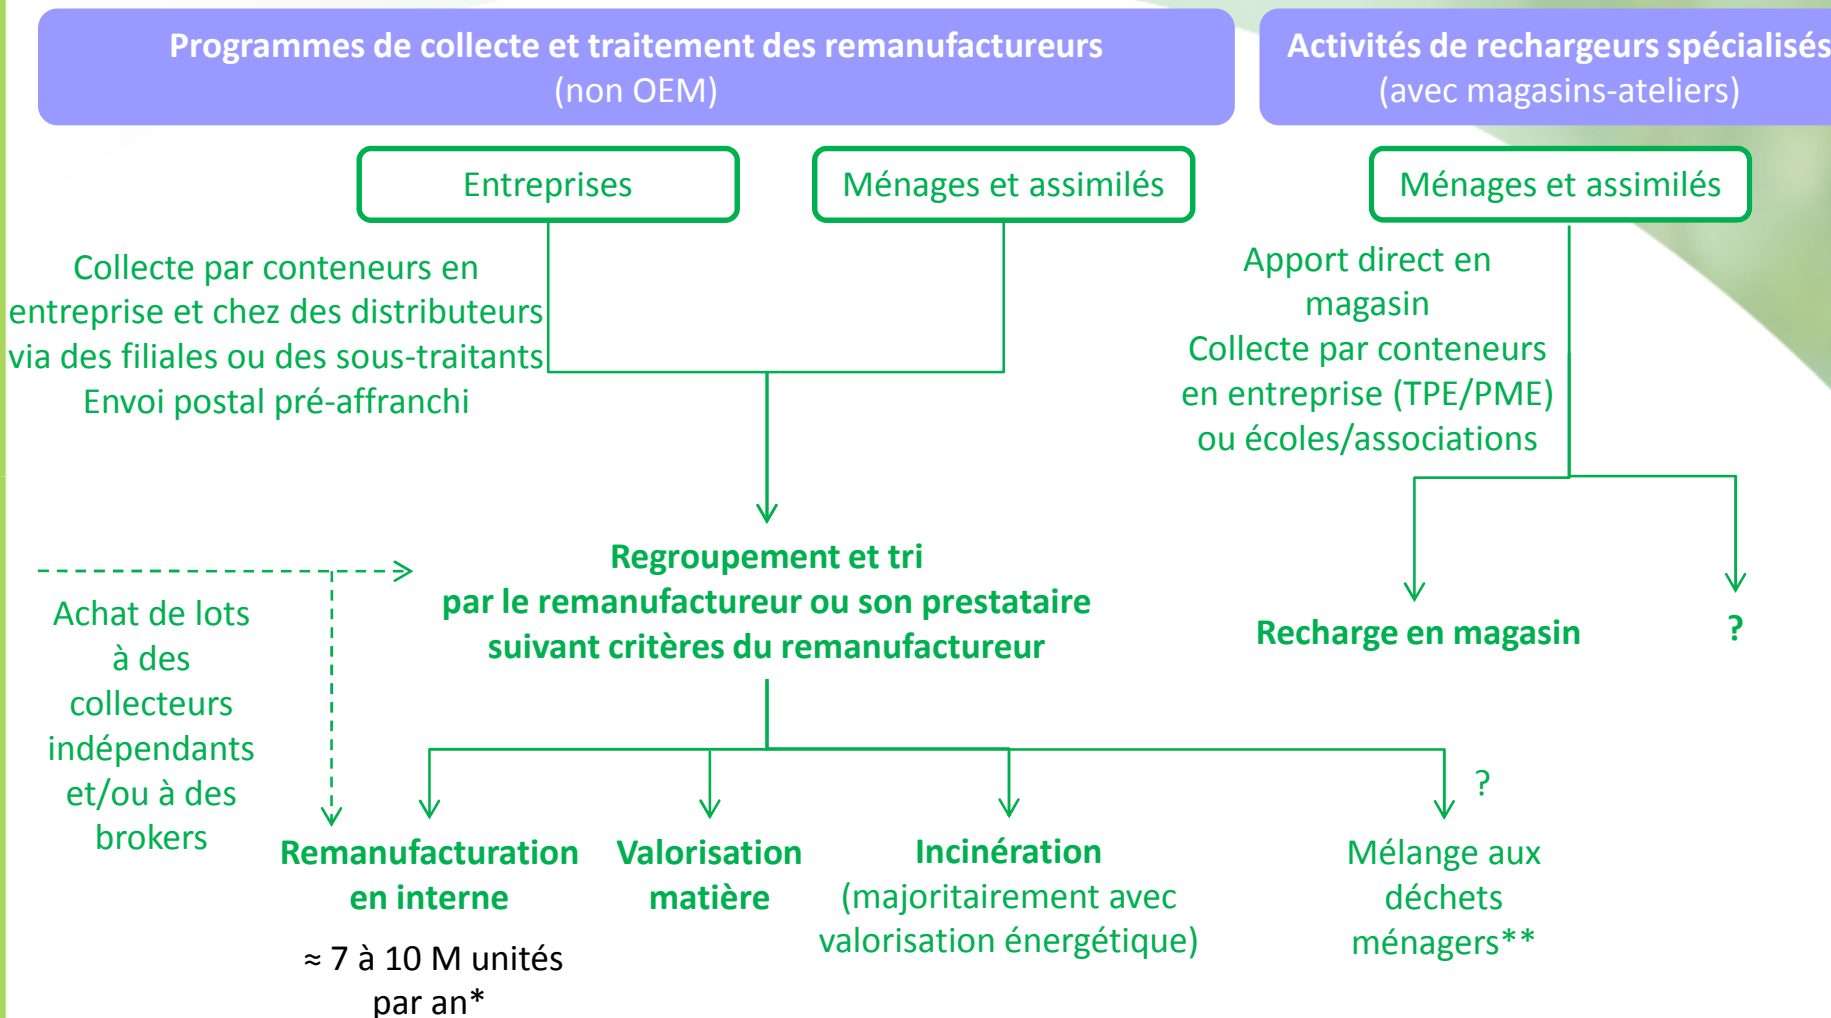 Programmes de collecte et traitement des remanufactureurs
(non OEM)
Activités de rechargeurs spécialisés
(avec magasins-ateliers)
Entreprises
Ménages et assimilés
Ménages et assimilés
Collecte par conteneurs en
entreprise et chez des distributeurs
via des filiales ou des sous-traitants
Envoi postal pré-affranchi
Apport direct en
magasin
Collecte par conteneurs
en entreprise (TPE/PME)
ou écoles/associations
Regroupement et tri
par le remanufactureur ou son prestataire
suivant critères du remanufactureur
Recharge en magasin
?
Achat de lots
à des
collecteurs
indépendants
et/ou à des
brokers
?
Remanufacturation
en interne
≈ 7 à 10 M unités
par an*
Valorisation
matière
Incinération
(majoritairement avec
valorisation énergétique)
Mélange aux
déchets
ménagers**